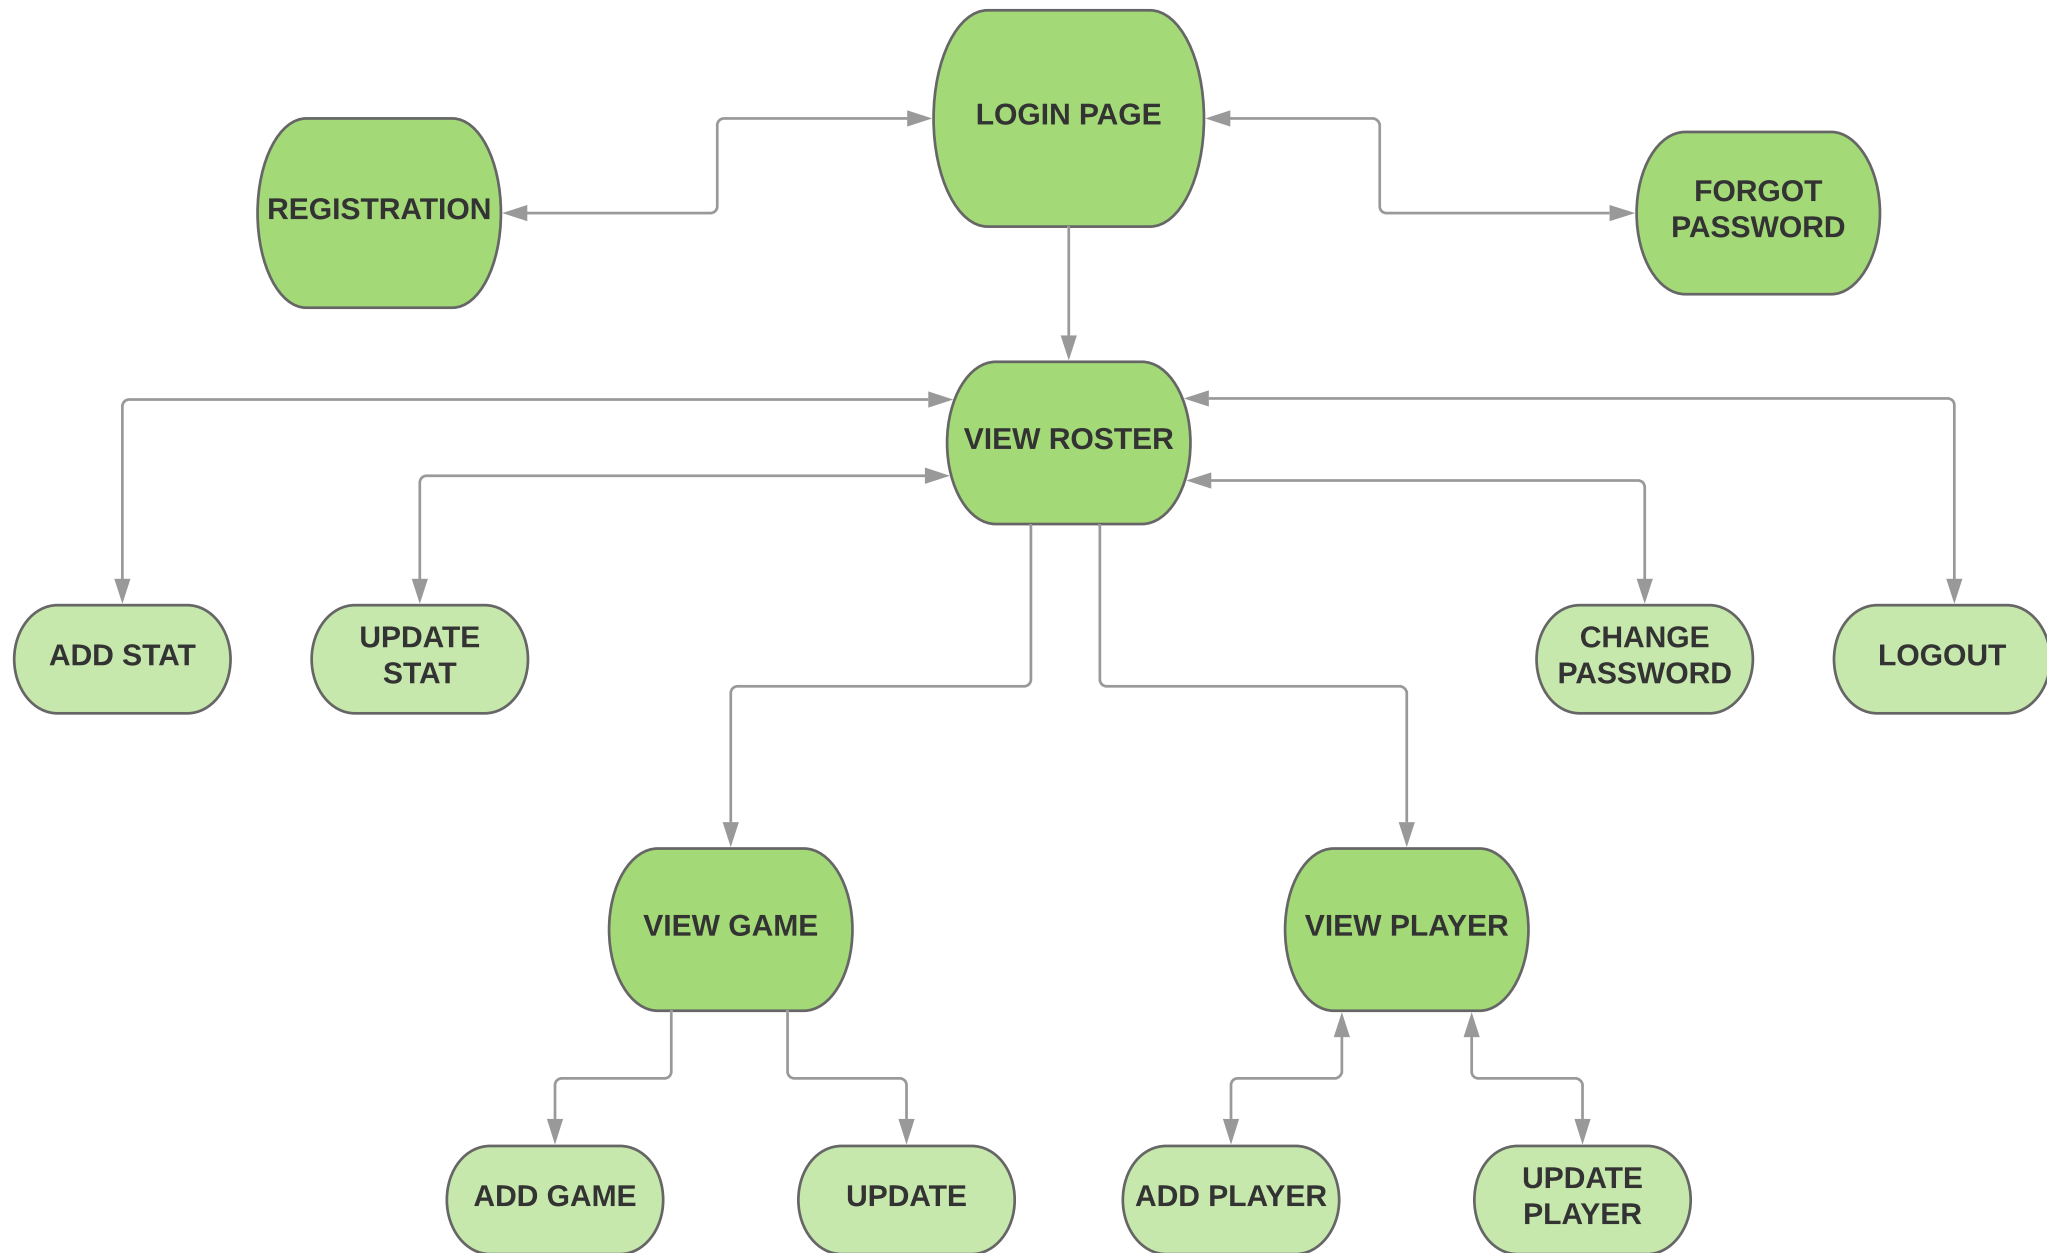 LOGIN PAGE
REGISTRATION
FORGOT
PASSWORD
VIEW ROSTER
ADD STAT
UPDATE
STAT
CHANGE
PASSWORD
LOGOUT
VIEW GAME
VIEW PLAYER
ADD GAME
UPDATE
ADD PLAYER
UPDATE
PLAYER